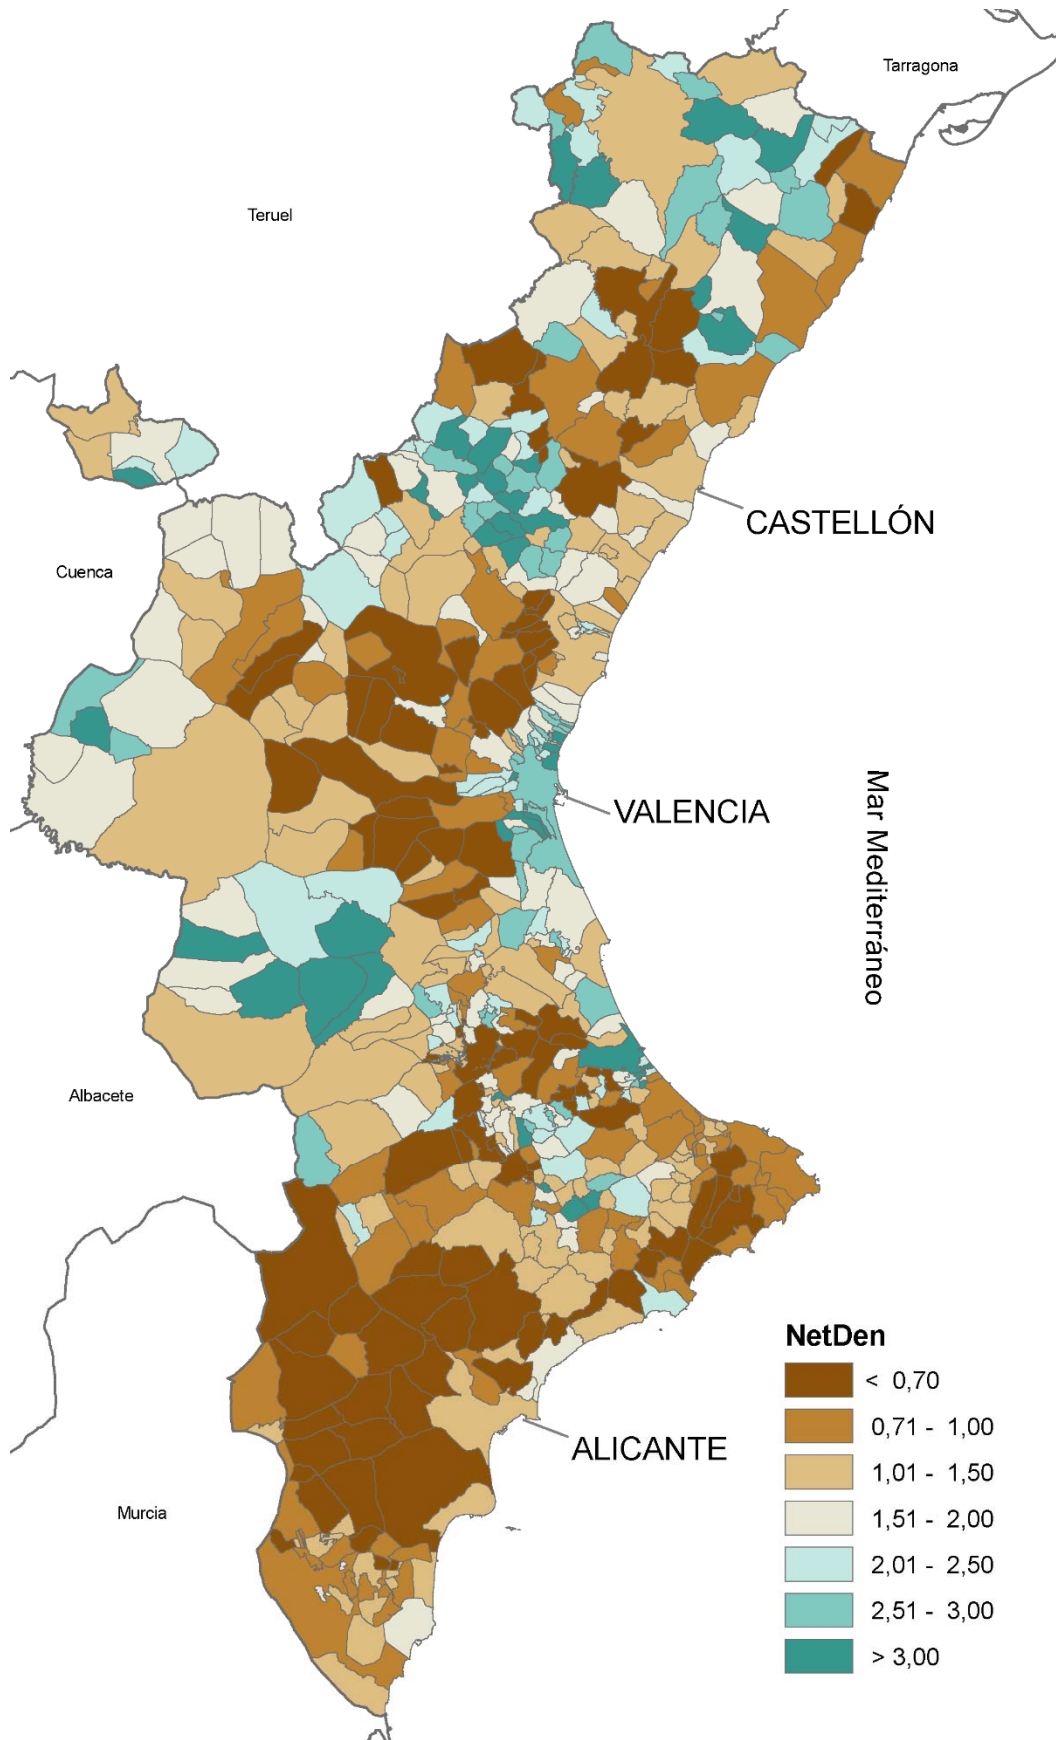 Tarragona
Teruel
CASTELLÓN
Cuenca
Mar Mediterráneo
VALENCIA
Albacete
NetDen
< 0,70
0,71 - 1,00
ALICANTE
1,01 - 1,50
Murcia
1,51 - 2,00
2,01 - 2,50
2,51 - 3,00
> 3,00